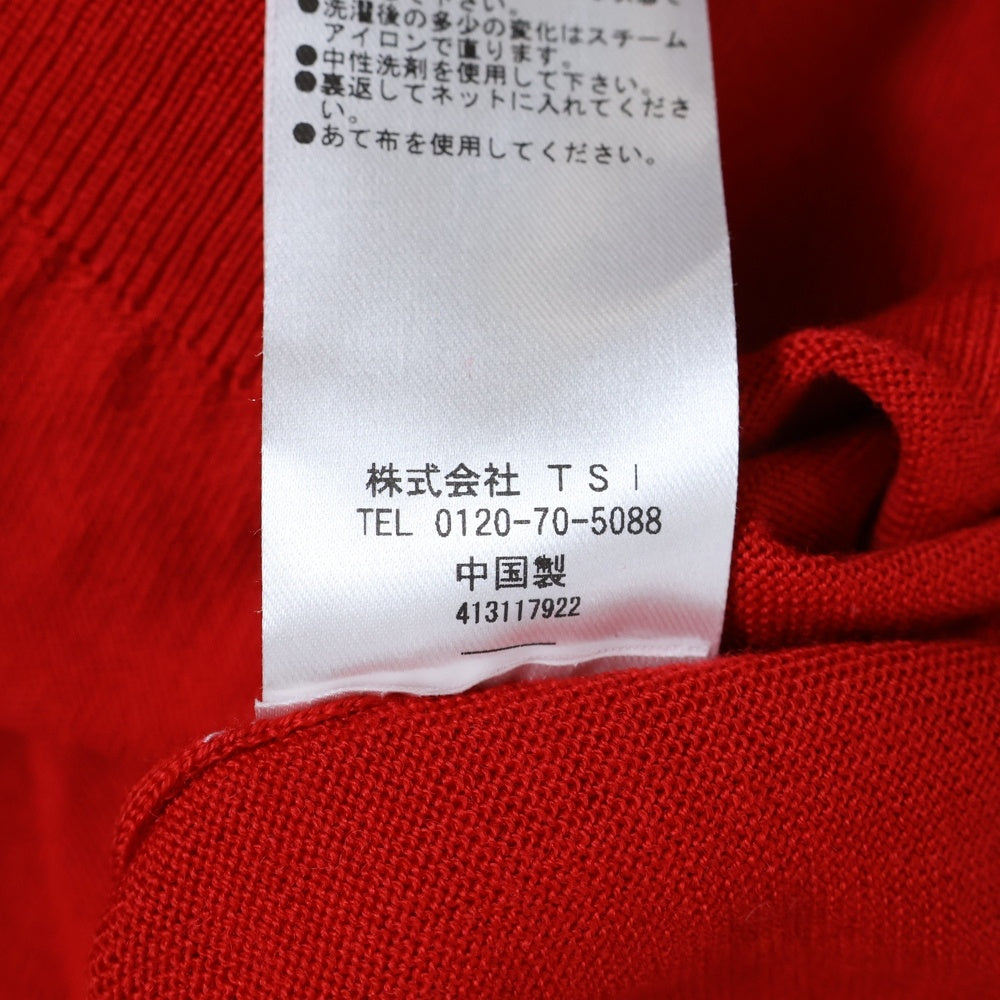 下さい。
●洗濯後の多少の変化はスチーム
アイロンで直ります。
●中性洗剤を使用して下さい。
●裏返してネットに入れてくださ
い。
●あて布を使用してください。
株式会社 TSI
TEL 0120-70-5088
中国製
413117922